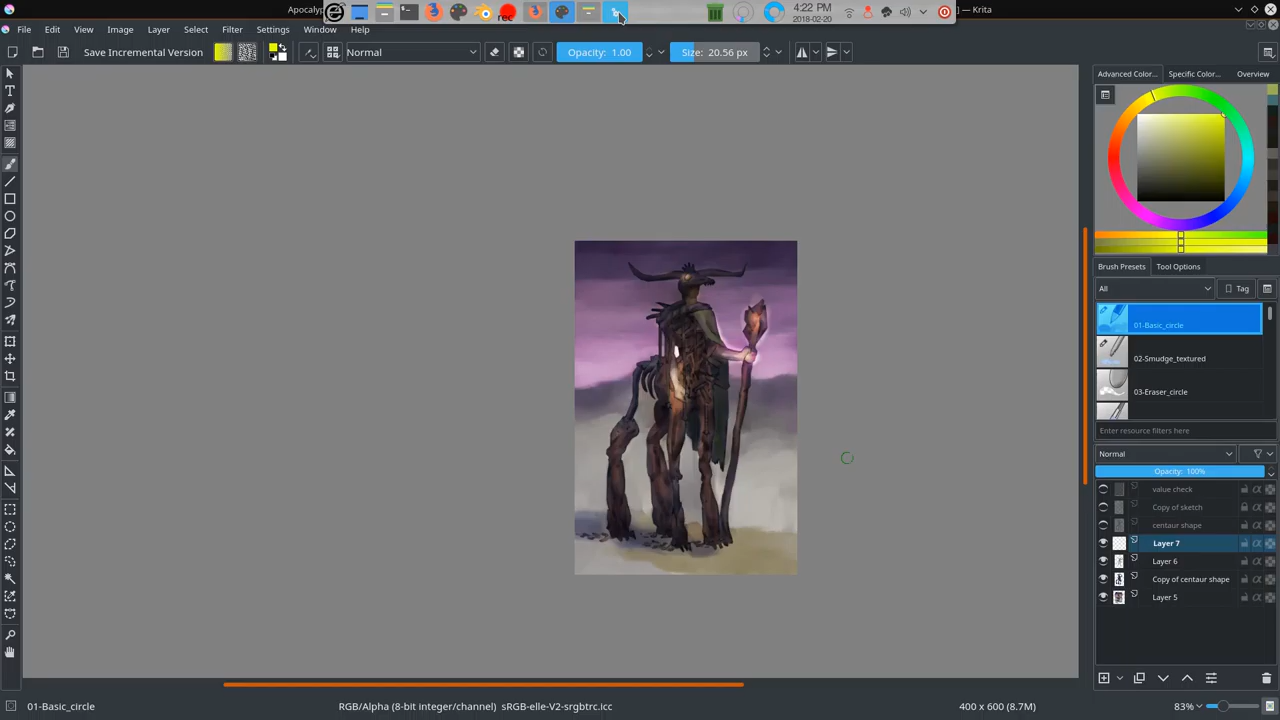 Apocalyp
rec
4:22 PM
2018-02-20
] — Krita
File Edit View Image Layer Select Filter Settings Window Help
Save Incremental Version
Normal
Opacity: 1.00
Size: 20.56 px
Advanced Color... Specific Color... Overview
Brush Presets Tool Options
All
Tag
01-Basic_circle
02-Smudge_textured
03-Eraser_circle
Enter resource filters here
Normal
Opacity: 100%
value check
Copy of sketch
centaur shape
Layer 7
Layer 6
Copy of centaur shape
Layer 5
01-Basic_circle
RGB/Alpha (8-bit integer/channel) sRGB-elle-V2-srgbtrc.icc
400 x 600 (8.7M)
83%